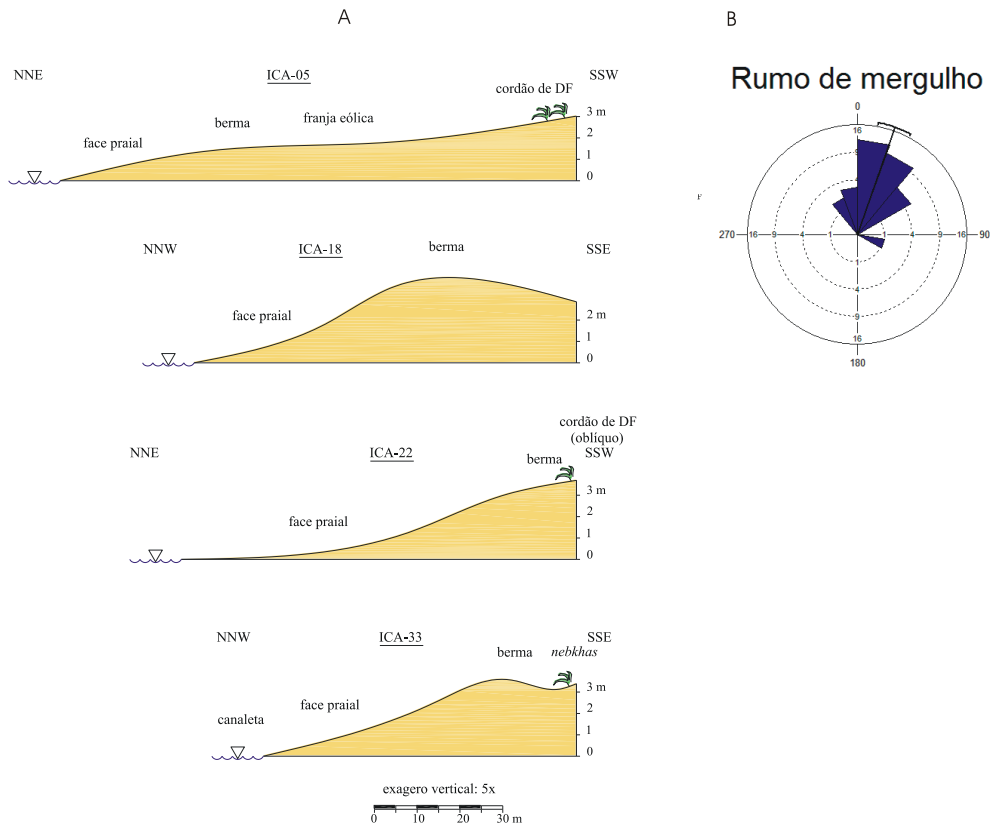 A
NNE
ICA-05
SSW
cordão de DF
face praial
berma
franja eólica
3 m
2
1
0
NNW
ICA-18
berma
SSE
face praial
2 m
1
0
NNE
ICA-22
cordão de DF
(oblíquo)
SSW
berma
face praial
3 m
2
1
0
NNW
ICA-33
SSE
berma
nebkhas
canaleta
face praial
3 m
2
1
0
exagero vertical: 5x
0 10 20 30 m
B
Rumo de mergulho
0
16
9
4
F
270 16 9 4 1 1 4 9 16 90
1
4
9
16
180